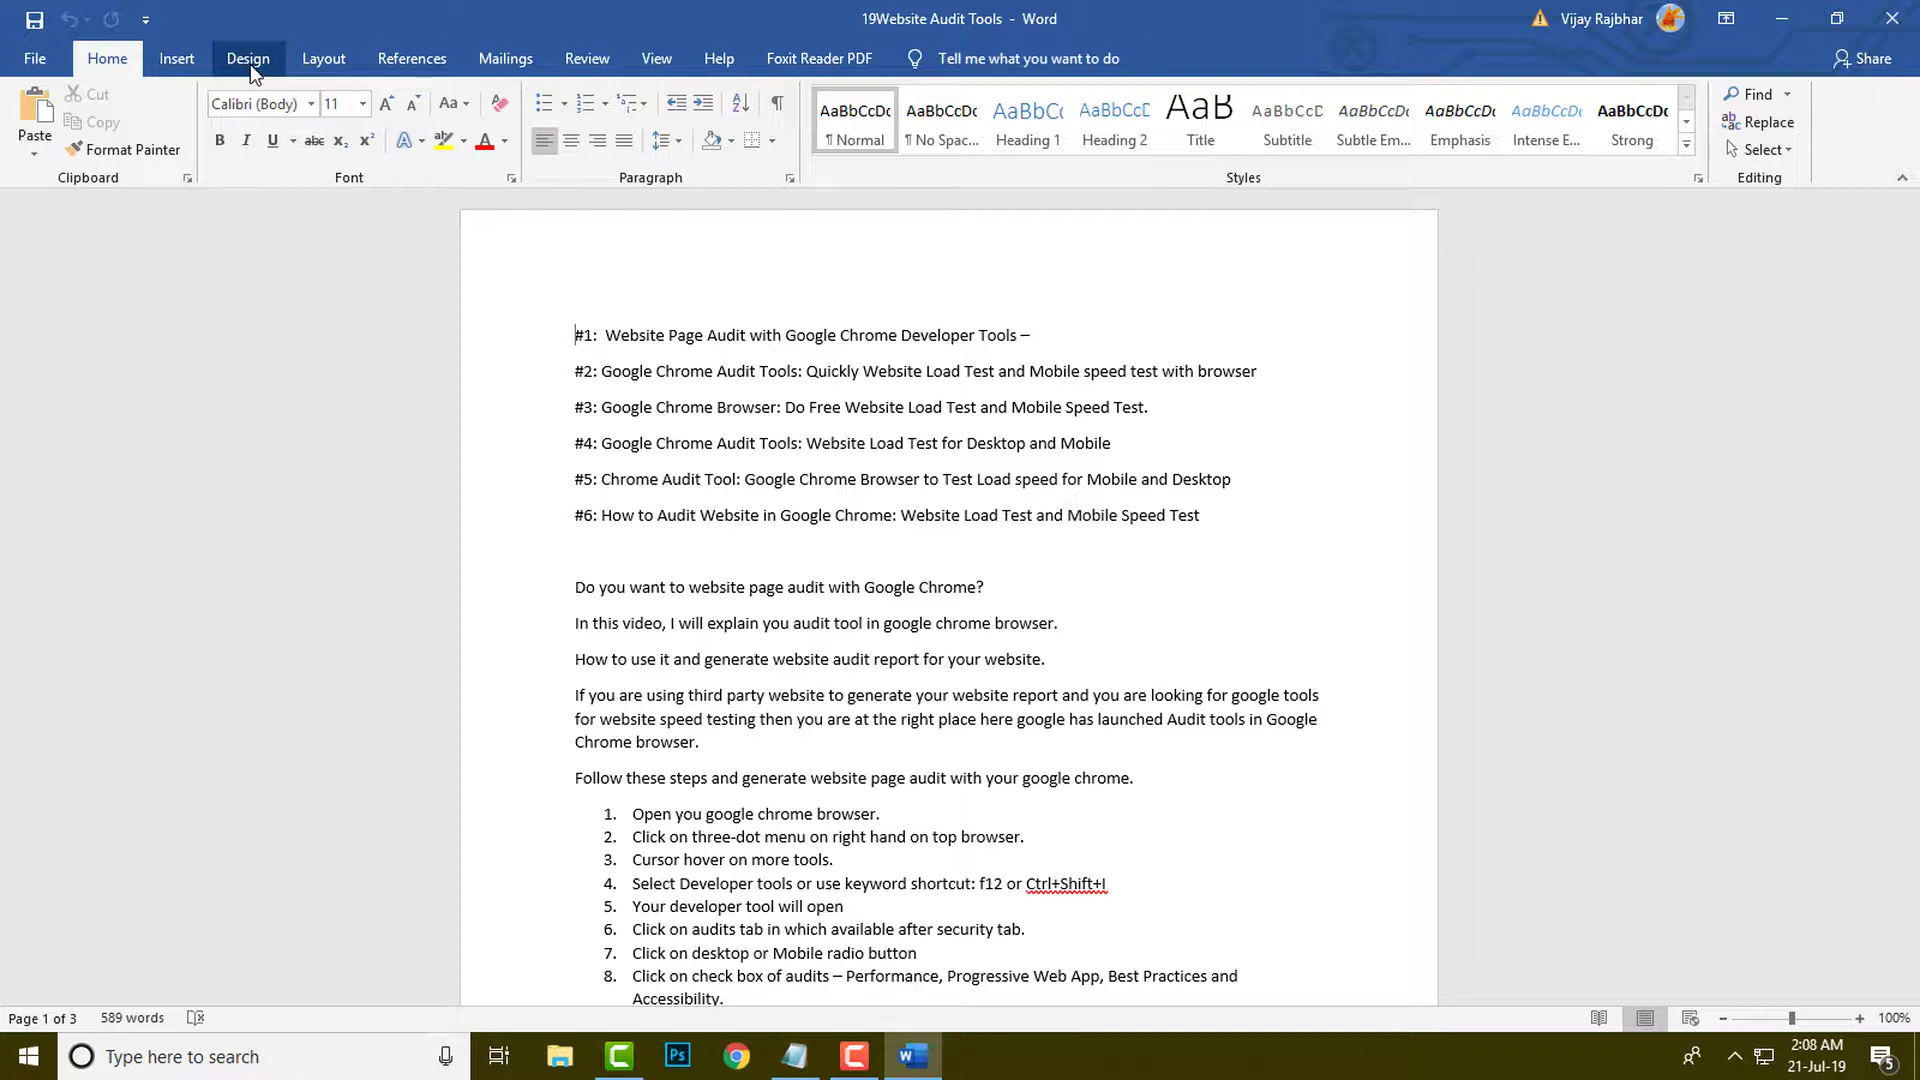 19Website Audit Tools - Word
Vijay Rajbhar
File Home Insert Design Layout References Mailings Review View Help Foxit Reader PDF Tell me what you want to do Share
Paste
Cut
Copy
Format Painter
Clipboard
Calibri (Body) 11 Aa
B I U abc x₂ x² A ab A
Font
Paragraph
AaBbCcDc AaBbCcDc AaBbCc AaBbCcD AaB AaBbCcD AaBbCcDc AaBbCcDc AaBbCcDc AaBbCcDc
¶ Normal ¶ No Spac... Heading 1 Heading 2 Title Subtitle Subtle Em... Emphasis Intense E... Strong
Styles
Find
Replace
Select
Editing
#1:  Website Page Audit with Google Chrome Developer Tools –
#2: Google Chrome Audit Tools: Quickly Website Load Test and Mobile speed test with browser
#3: Google Chrome Browser: Do Free Website Load Test and Mobile Speed Test.
#4: Google Chrome Audit Tools: Website Load Test for Desktop and Mobile
#5: Chrome Audit Tool: Google Chrome Browser to Test Load speed for Mobile and Desktop
#6: How to Audit Website in Google Chrome: Website Load Test and Mobile Speed Test
Do you want to website page audit with Google Chrome?
In this video, I will explain you audit tool in google chrome browser.
How to use it and generate website audit report for your website.
If you are using third party website to generate your website report and you are looking for google tools
for website speed testing then you are at the right place here google has launched Audit tools in Google
Chrome browser.
Follow these steps and generate website page audit with your google chrome.
1. Open you google chrome browser.
2. Click on three-dot menu on right hand on top browser.
3. Cursor hover on more tools.
4. Select Developer tools or use keyword shortcut: f12 or Ctrl+Shift+I
5. Your developer tool will open
6. Click on audits tab in which available after security tab.
7. Click on desktop or Mobile radio button
8. Click on check box of audits – Performance, Progressive Web App, Best Practices and
Accessibility.
Page 1 of 3 589 words
100%
Type here to search
Ps
2:08 AM
21-Jul-19
5